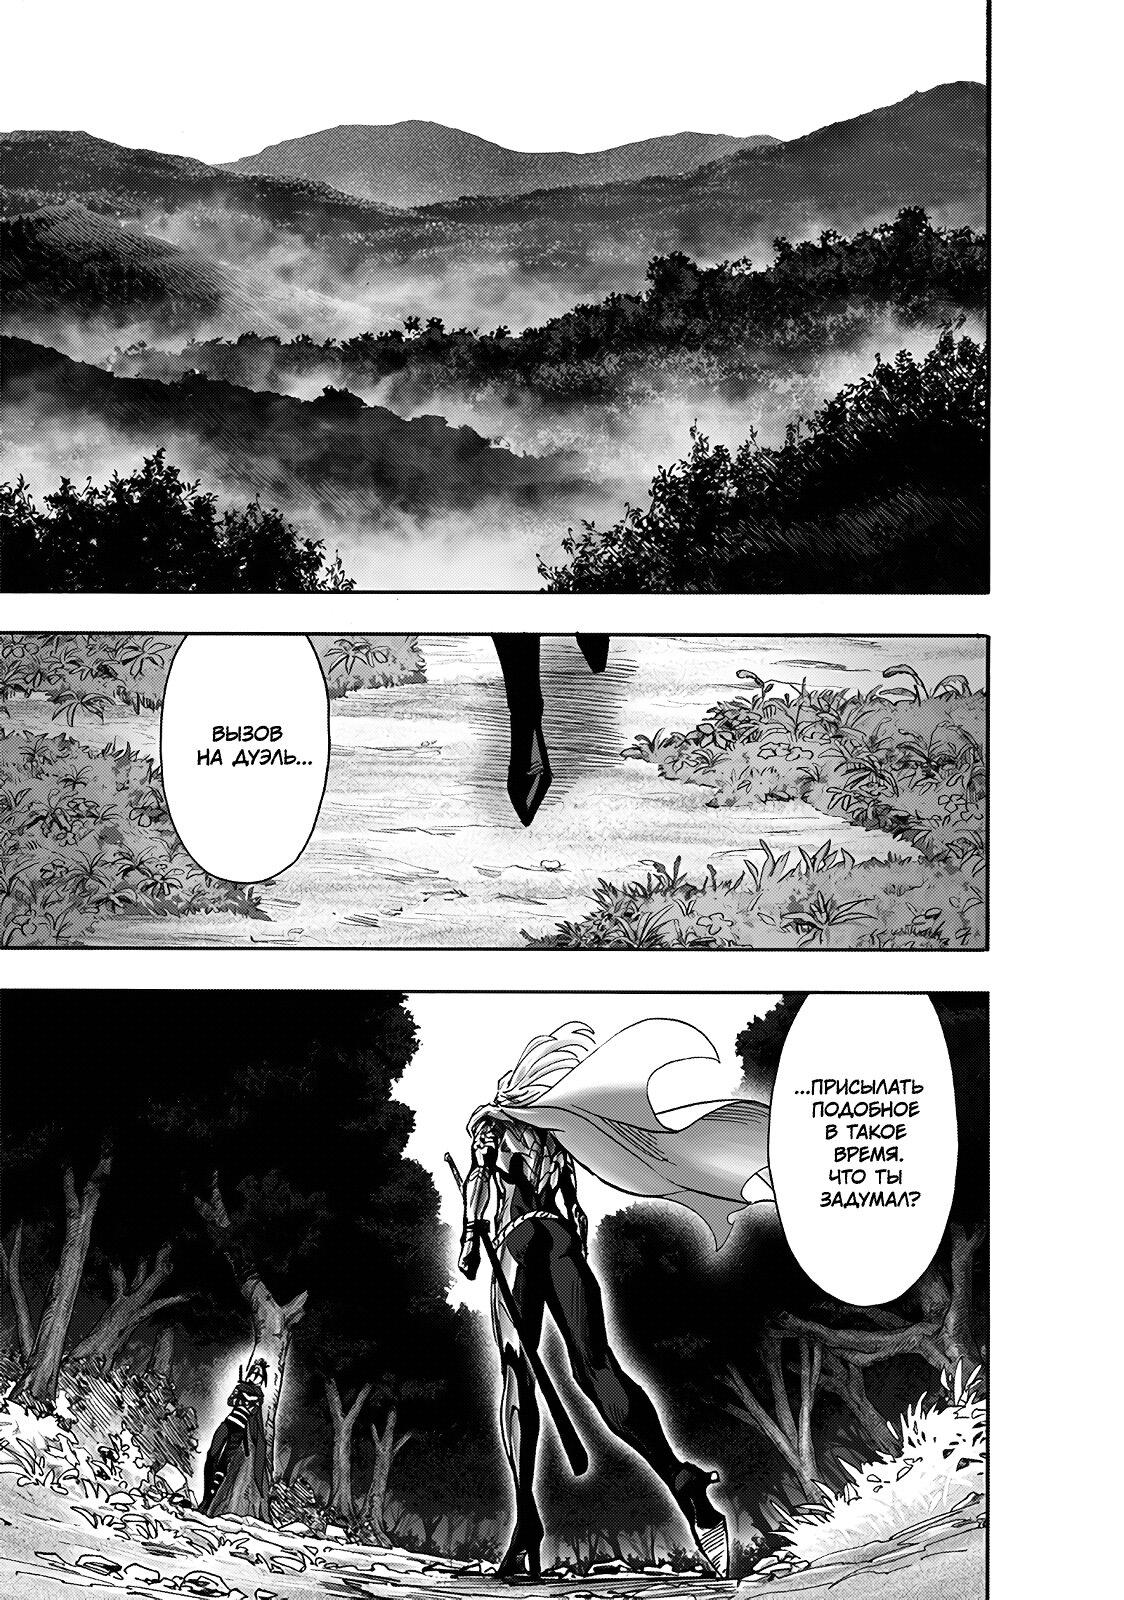 ВЫЗОВ
НА ДУЭЛЬ...
...ПРИСЫЛАТЬ
ПОДОБНОЕ
В ТАКОЕ
ВРЕМЯ.
ЧТО ТЫ
ЗАДУМАЛ?